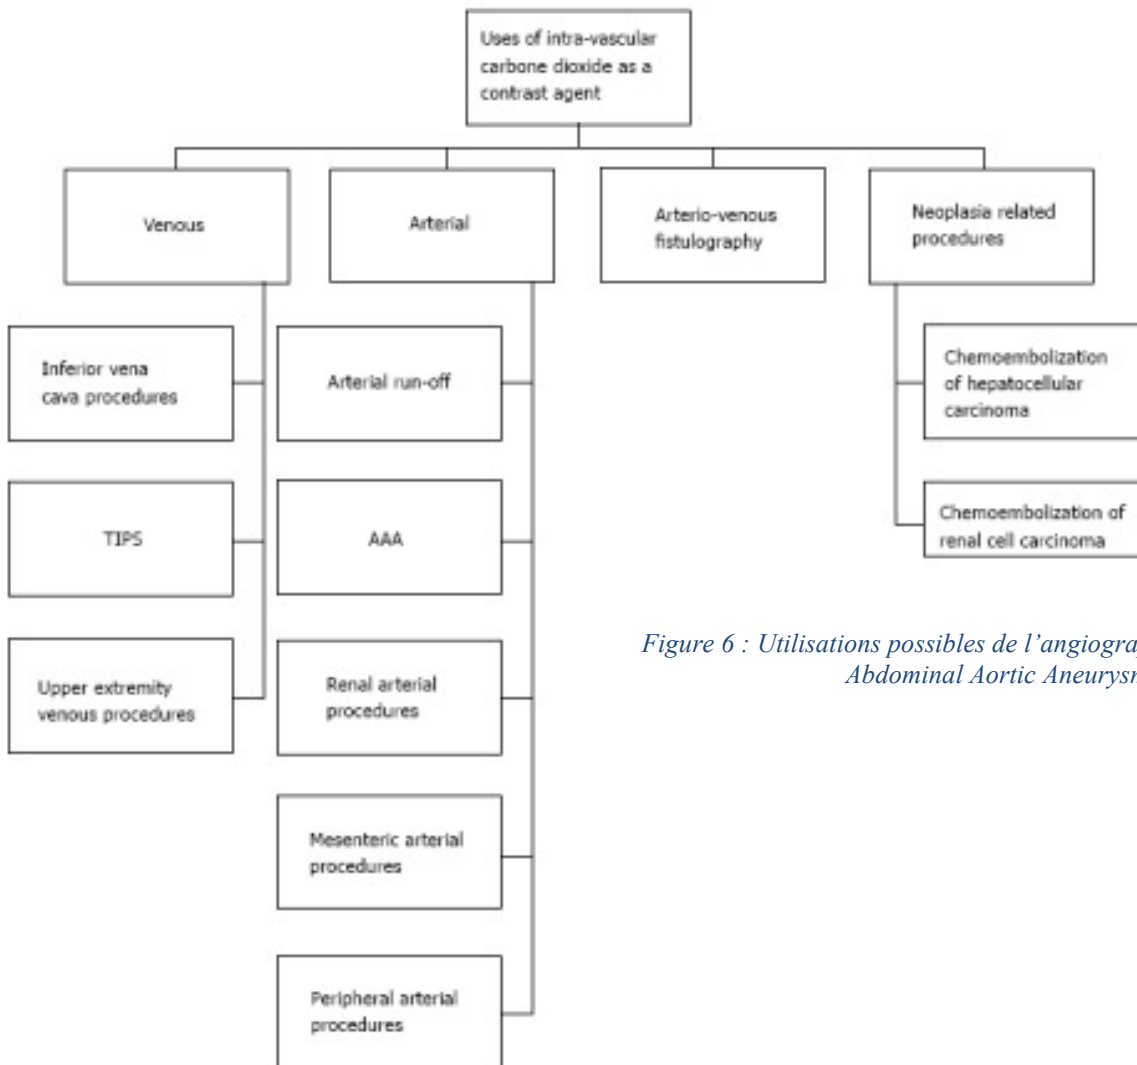 Uses of intra-vascular
carbone dioxide as a
contrast agent
Venous
Arterial
Arterio-venous
fistulography
Neoplasia related
procedures
Inferior vena
cava procedures
TIPS
Upper extremity
venous procedures
Arterial run-off
AAA
Renal arterial
procedures
Mesenteric arterial
procedures
Peripheral arterial
procedures
Chemoembolization
of hepatocellular
carcinoma
Chemoembolization of
renal cell carcinoma
Figure 6 : Utilisations possibles de l’angiogra
Abdominal Aortic Aneurys